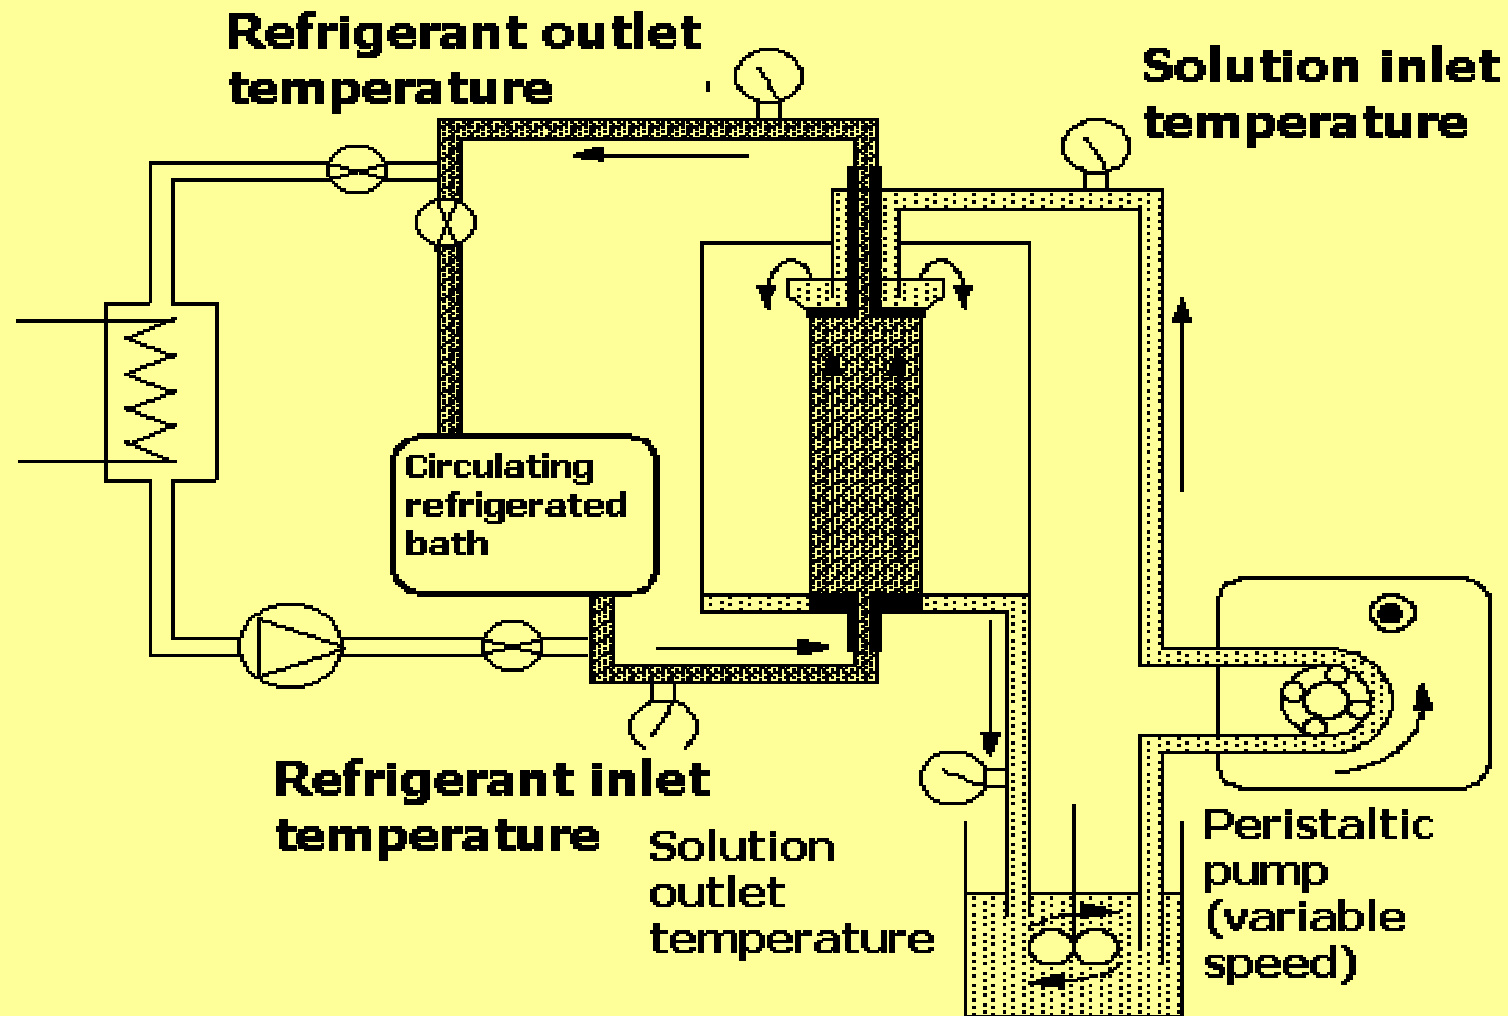 Refrigerant outlet
temperature
Solution inlet
temperature
Circulating
refrigerated
bath
Refrigerant inlet
temperature
Solution
outlet
temperature
Peristaltic
pump
(variable
speed)